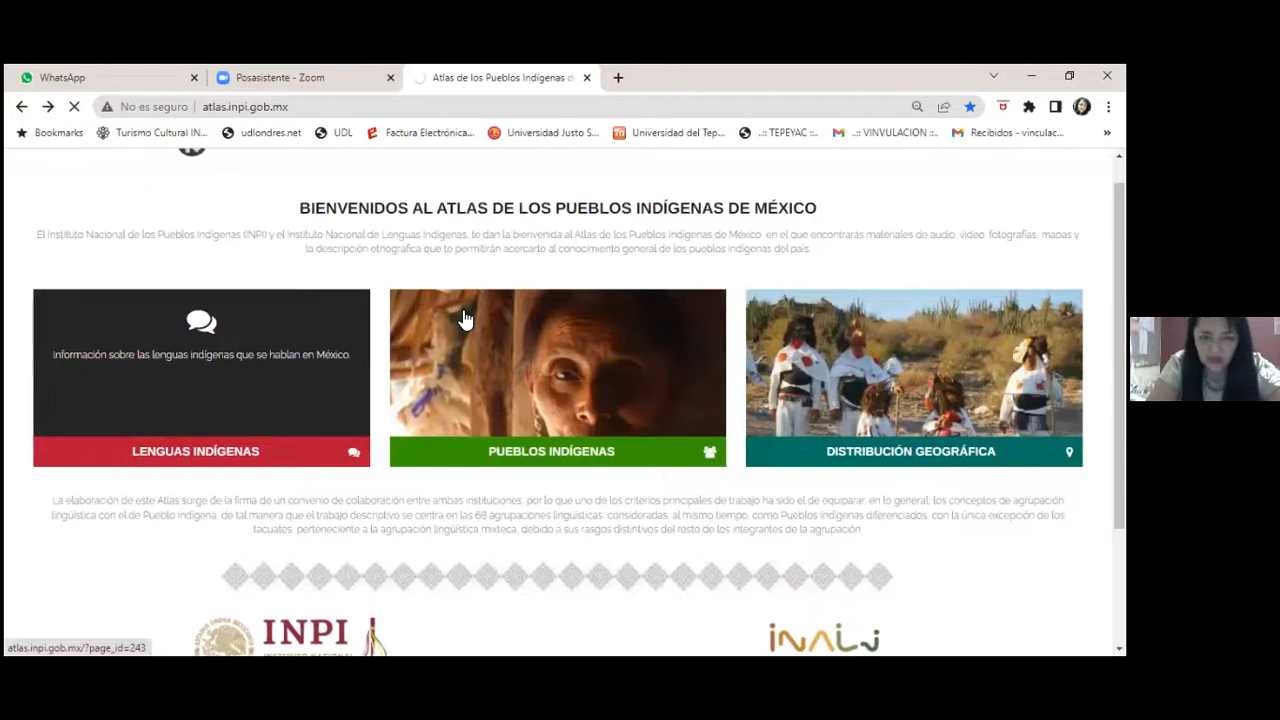 WhatsApp
Posasistente - Zoom
Atlas de los Pueblos Indígenas d
No es seguro
atlas.inpi.gob.mx
Bookmarks
Turismo Cultural IN...
udlondres.net
UDL
Factura Electrónica...
Universidad Justo S...
Universidad del Tep...
..:: TEPEYAC ::..
..:: VINVULACION ::..
Recibidos - vinculac...
BIENVENIDOS AL ATLAS DE LOS PUEBLOS INDÍGENAS DE MÉXICO
El Instituto Nacional de los Pueblos Indígenas (INPI) y el Instituto Nacional de Lenguas Indígenas, te dan la bienvenida al Atlas de los Pueblos Indígenas de México, en el que encontrarás materiales de audio, video, fotografías, mapas y
la descripción etnográfica que te permitirán acercarte al conocimiento general de los pueblos indígenas del país.
Información sobre las lenguas indígenas que se hablan en México.
LENGUAS INDÍGENAS
PUEBLOS INDÍGENAS
DISTRIBUCIÓN GEOGRÁFICA
La elaboración de este Atlas surge de la firma de un convenio de colaboración entre ambas instituciones, por lo que uno de los criterios principales de trabajo ha sido el de equiparar, en lo general, los conceptos de agrupación
lingüística con el de Pueblo Indígena, de tal manera que el trabajo descriptivo se centra en las 68 agrupaciones lingüísticas, consideradas, al mismo tiempo, como Pueblos indígenas diferenciados, con la única excepción de los
tacuates, perteneciente a la agrupación lingüística mixteca, debido a sus rasgos distintivos del resto de los integrantes de la agrupación.
INPI
INALI
atlas.inpi.gob.mx/?page_id=243